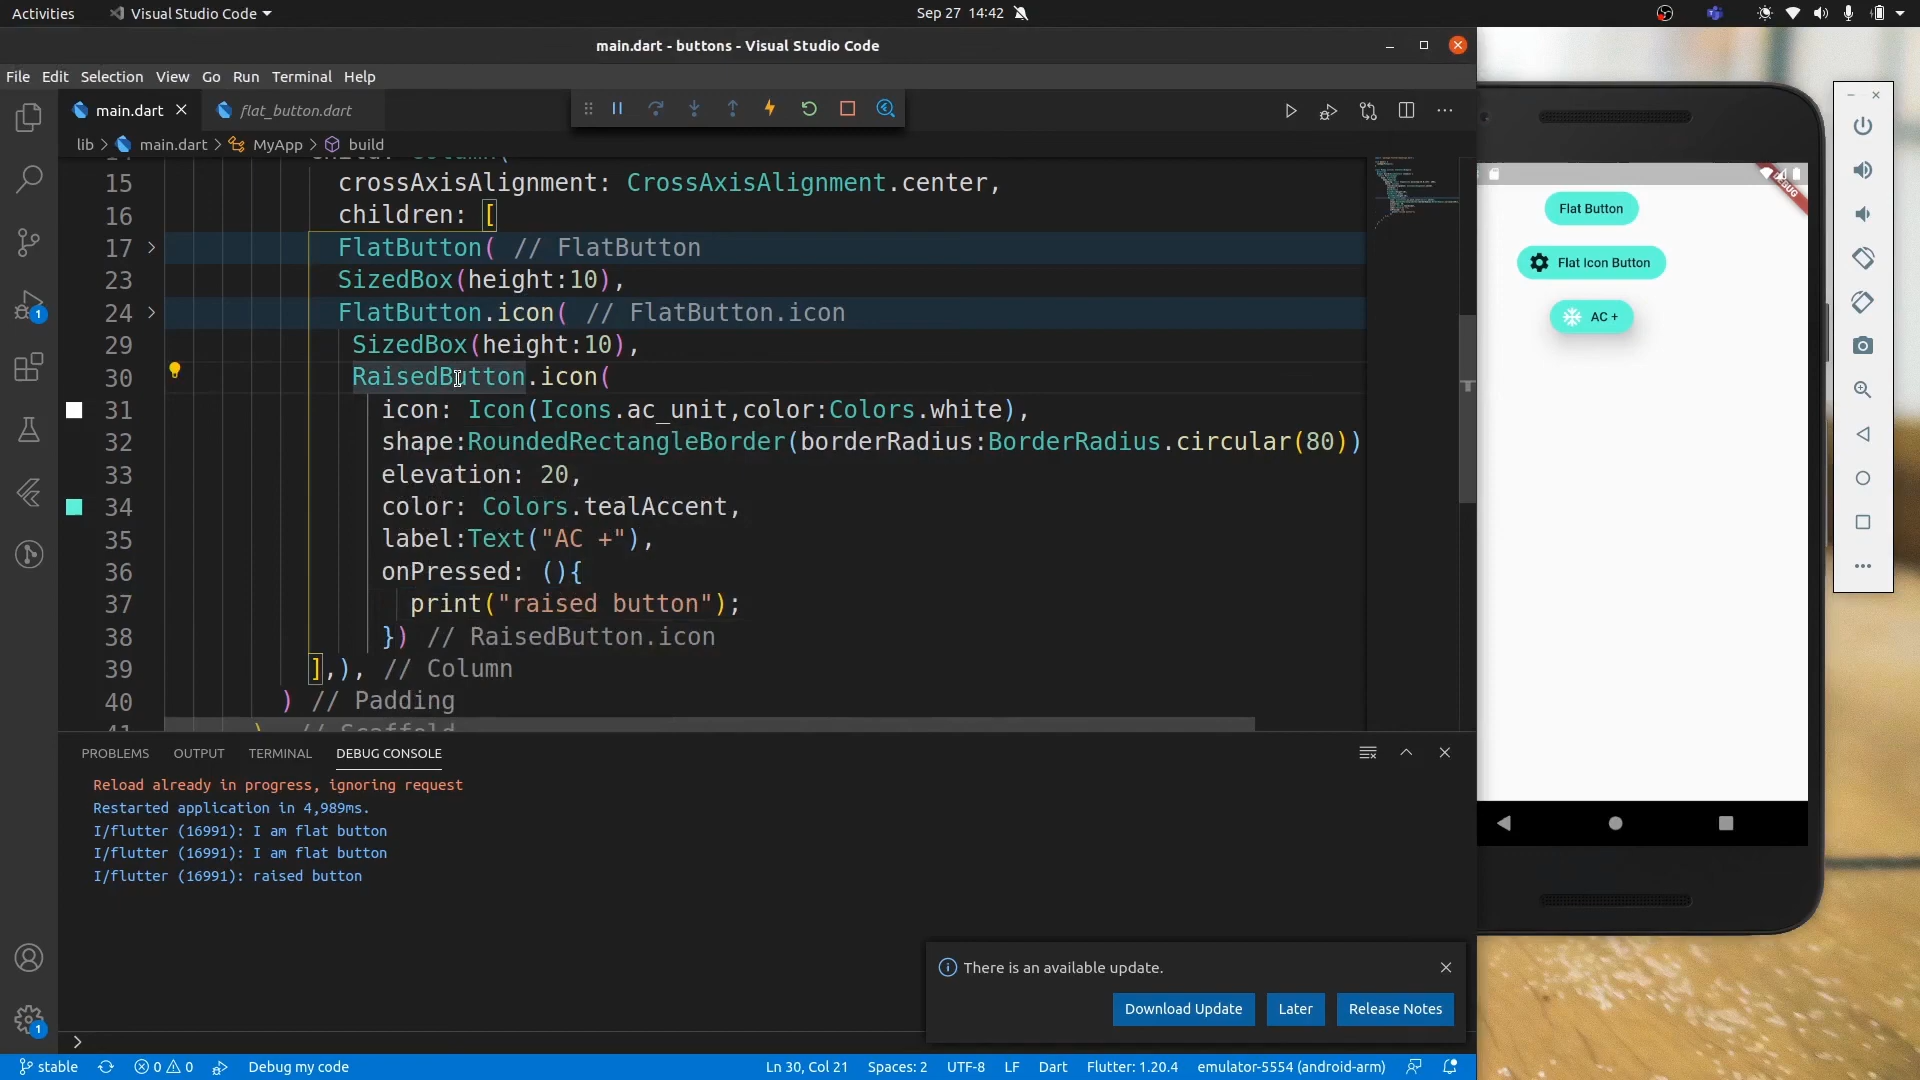 Activities
Visual Studio Code
Sep 27 14:42
main.dart - buttons - Visual Studio Code
File Edit Selection View Go Run Terminal Help
main.dart
flat_button.dart
lib > main.dart > MyApp > build
15 crossAxisAlignment: CrossAxisAlignment.center,
16 children: [
17 FlatButton( // FlatButton
23 SizedBox(height:10),
24 FlatButton.icon( // FlatButton.icon
29 SizedBox(height:10),
30 RaisedButton.icon(
31 icon: Icon(Icons.ac_unit,color:Colors.white),
32 shape:RoundedRectangleBorder(borderRadius:BorderRadius.circular(80))
33 elevation: 20,
34 color: Colors.tealAccent,
35 label:Text("AC +"),
36 onPressed: (){
37 print("raised button");
38 }) // RaisedButton.icon
39 ],), // Column
40 ) // Padding
PROBLEMS OUTPUT TERMINAL DEBUG CONSOLE
Reload already in progress, ignoring request
Restarted application in 4,989ms.
I/flutter (16991): I am flat button
I/flutter (16991): I am flat button
I/flutter (16991): raised button
There is an available update.
Download Update
Later
Release Notes
1
1
stable
0
0
Debug my code
Ln 30, Col 21
Spaces: 2
UTF-8
LF
Dart
Flutter: 1.20.4
emulator-5554 (android-arm)
DEBUG
Flat Button
Flat Icon Button
AC +